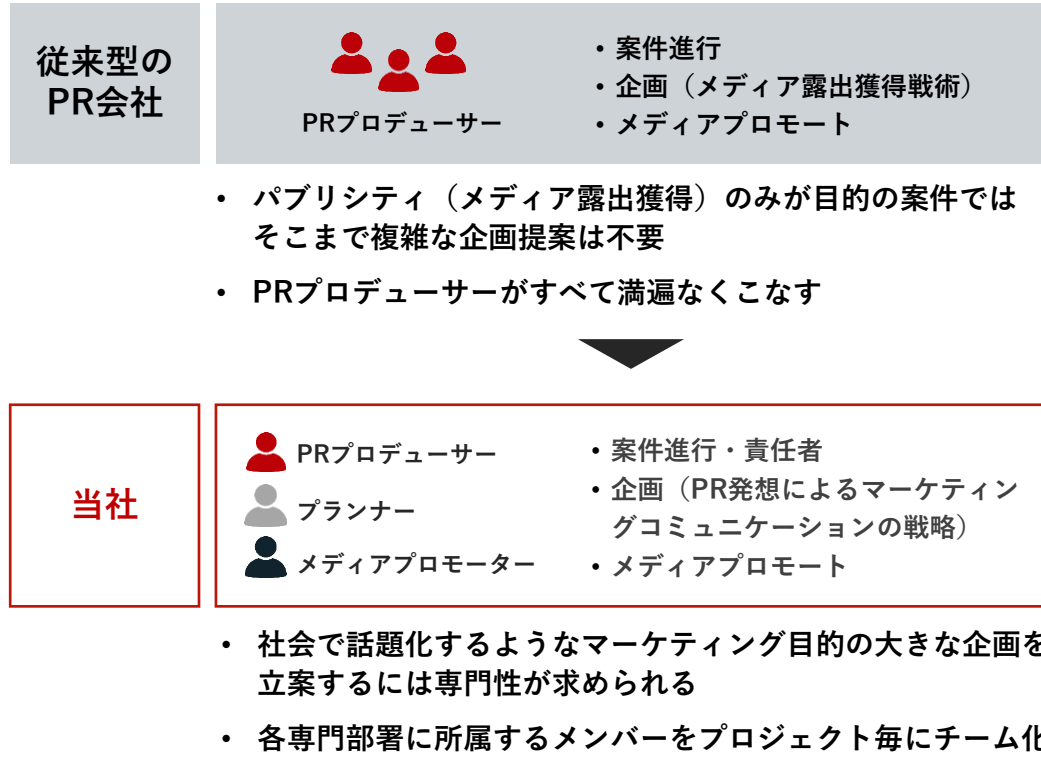 従来型の
PR会社
PRプロデューサー
• 案件進行
• 企画（メディア露出獲得戦術）
• メディアプロモート
• パブリシティ（メディア露出獲得）のみが目的の案件では
そこまで複雑な企画提案は不要
• PRプロデューサーがすべて満遍なくこなす
当社
PRプロデューサー
プランナー
メディアプロモーター
• 案件進行・責任者
• 企画（PR発想によるマーケティン
グコミュニケーションの戦略）
• メディアプロモート
• 社会で話題化するようなマーケティング目的の大きな企画を
立案するには専門性が求められる
• 各専門部署に所属するメンバーをプロジェクト毎にチーム化